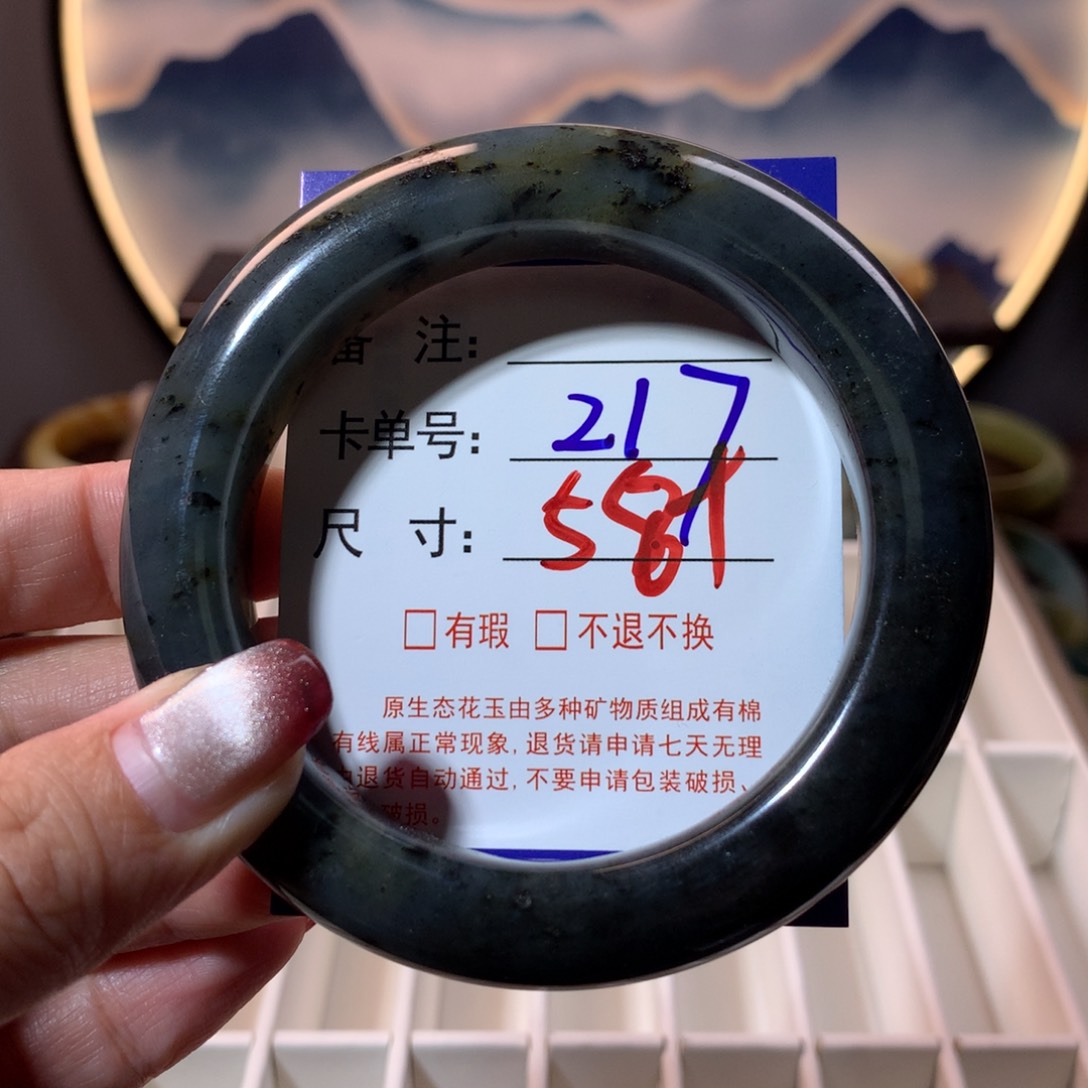 备 注:
卡单号: 217
尺 寸: 58
□有瑕 □不退不换
原生态花玉由多种矿物质组成有棉
有线属正常现象,退货请申请七天无理
由退货自动通过,不要申请包装破损、
破损。